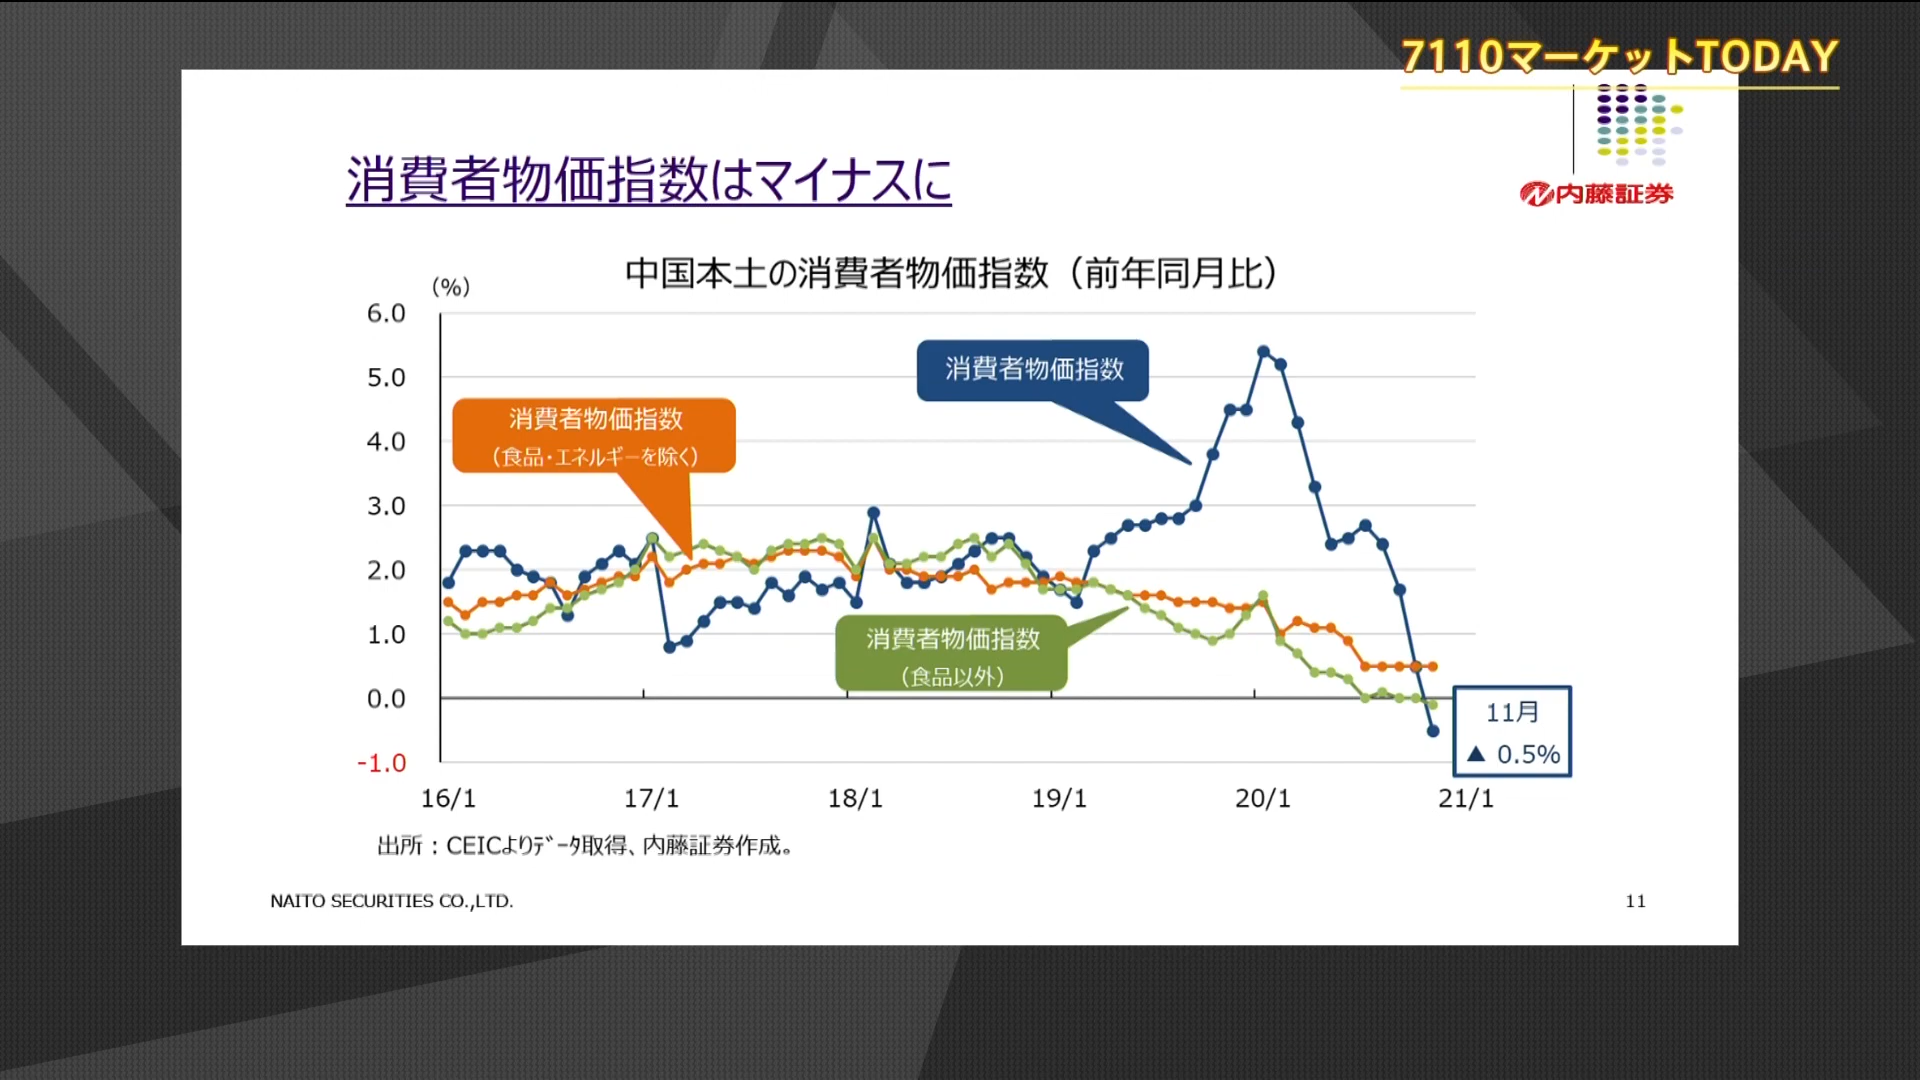 7110マーケットTODAY
内藤証券
消費者物価指数はマイナスに
中国本土の消費者物価指数（前年同月比）
(%)
6.0
5.0
4.0
3.0
2.0
1.0
0.0
-1.0
消費者物価指数
消費者物価指数
（食品・エネルギーを除く）
消費者物価指数
（食品以外）
11月
▲ 0.5%
16/1 17/1 18/1 19/1 20/1 21/1
出所：CEICよりﾃﾞｰﾀ取得、内藤証券作成。
NAITO SECURITIES CO.,LTD.
11